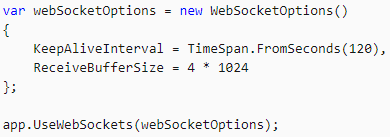 var webSocketOptions = new WebSocketOptions()
{
    KeepAliveInterval = TimeSpan.FromSeconds(120),
    ReceiveBufferSize = 4 * 1024
};

app.UseWebSockets(webSocketOptions);